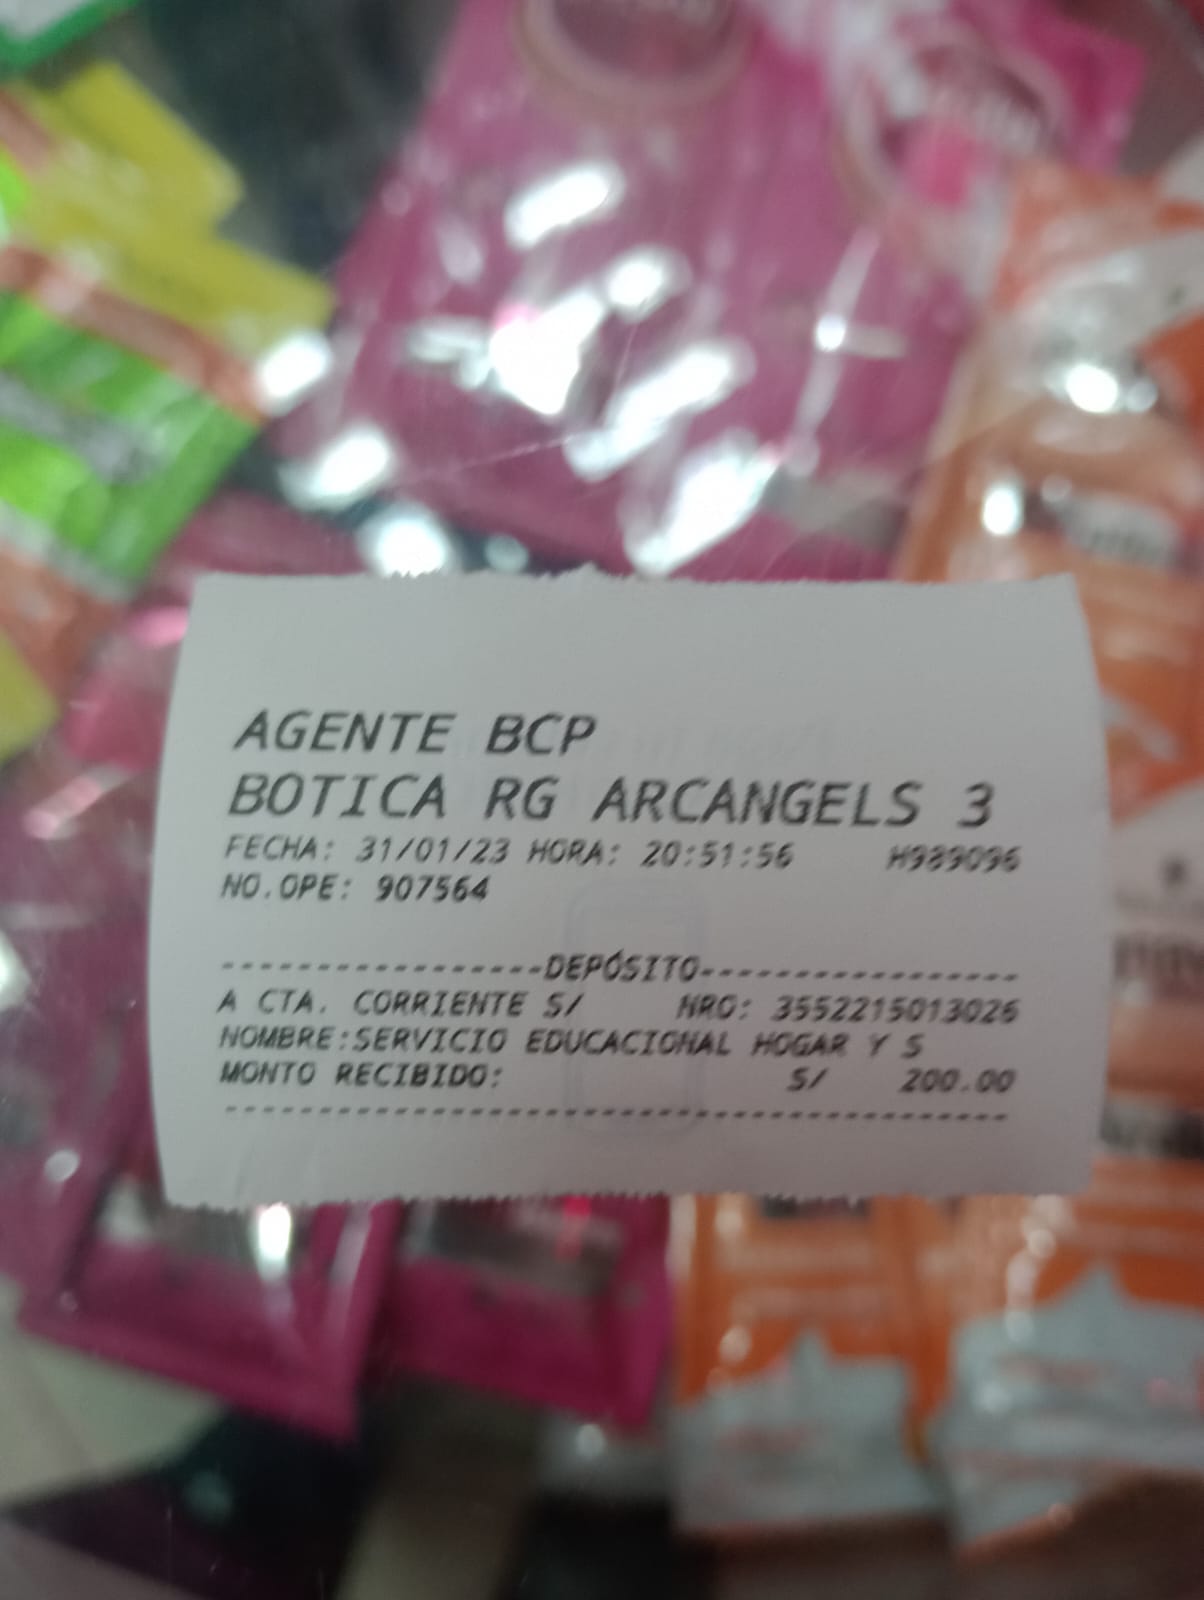 AGENTE BCP
BOTICA RG ARCANGELS 3
FECHA: 31/01/23 HORA: 20:51:56 H989096
NO.OPE: 907564
-----------------DEPÓSITO-----------------
A CTA. CORRIENTE S/ NRO: 3552215013026
NOMBRE:SERVICIO EDUCACIONAL HOGAR Y S
MONTO RECIBIDO: S/ 200.00